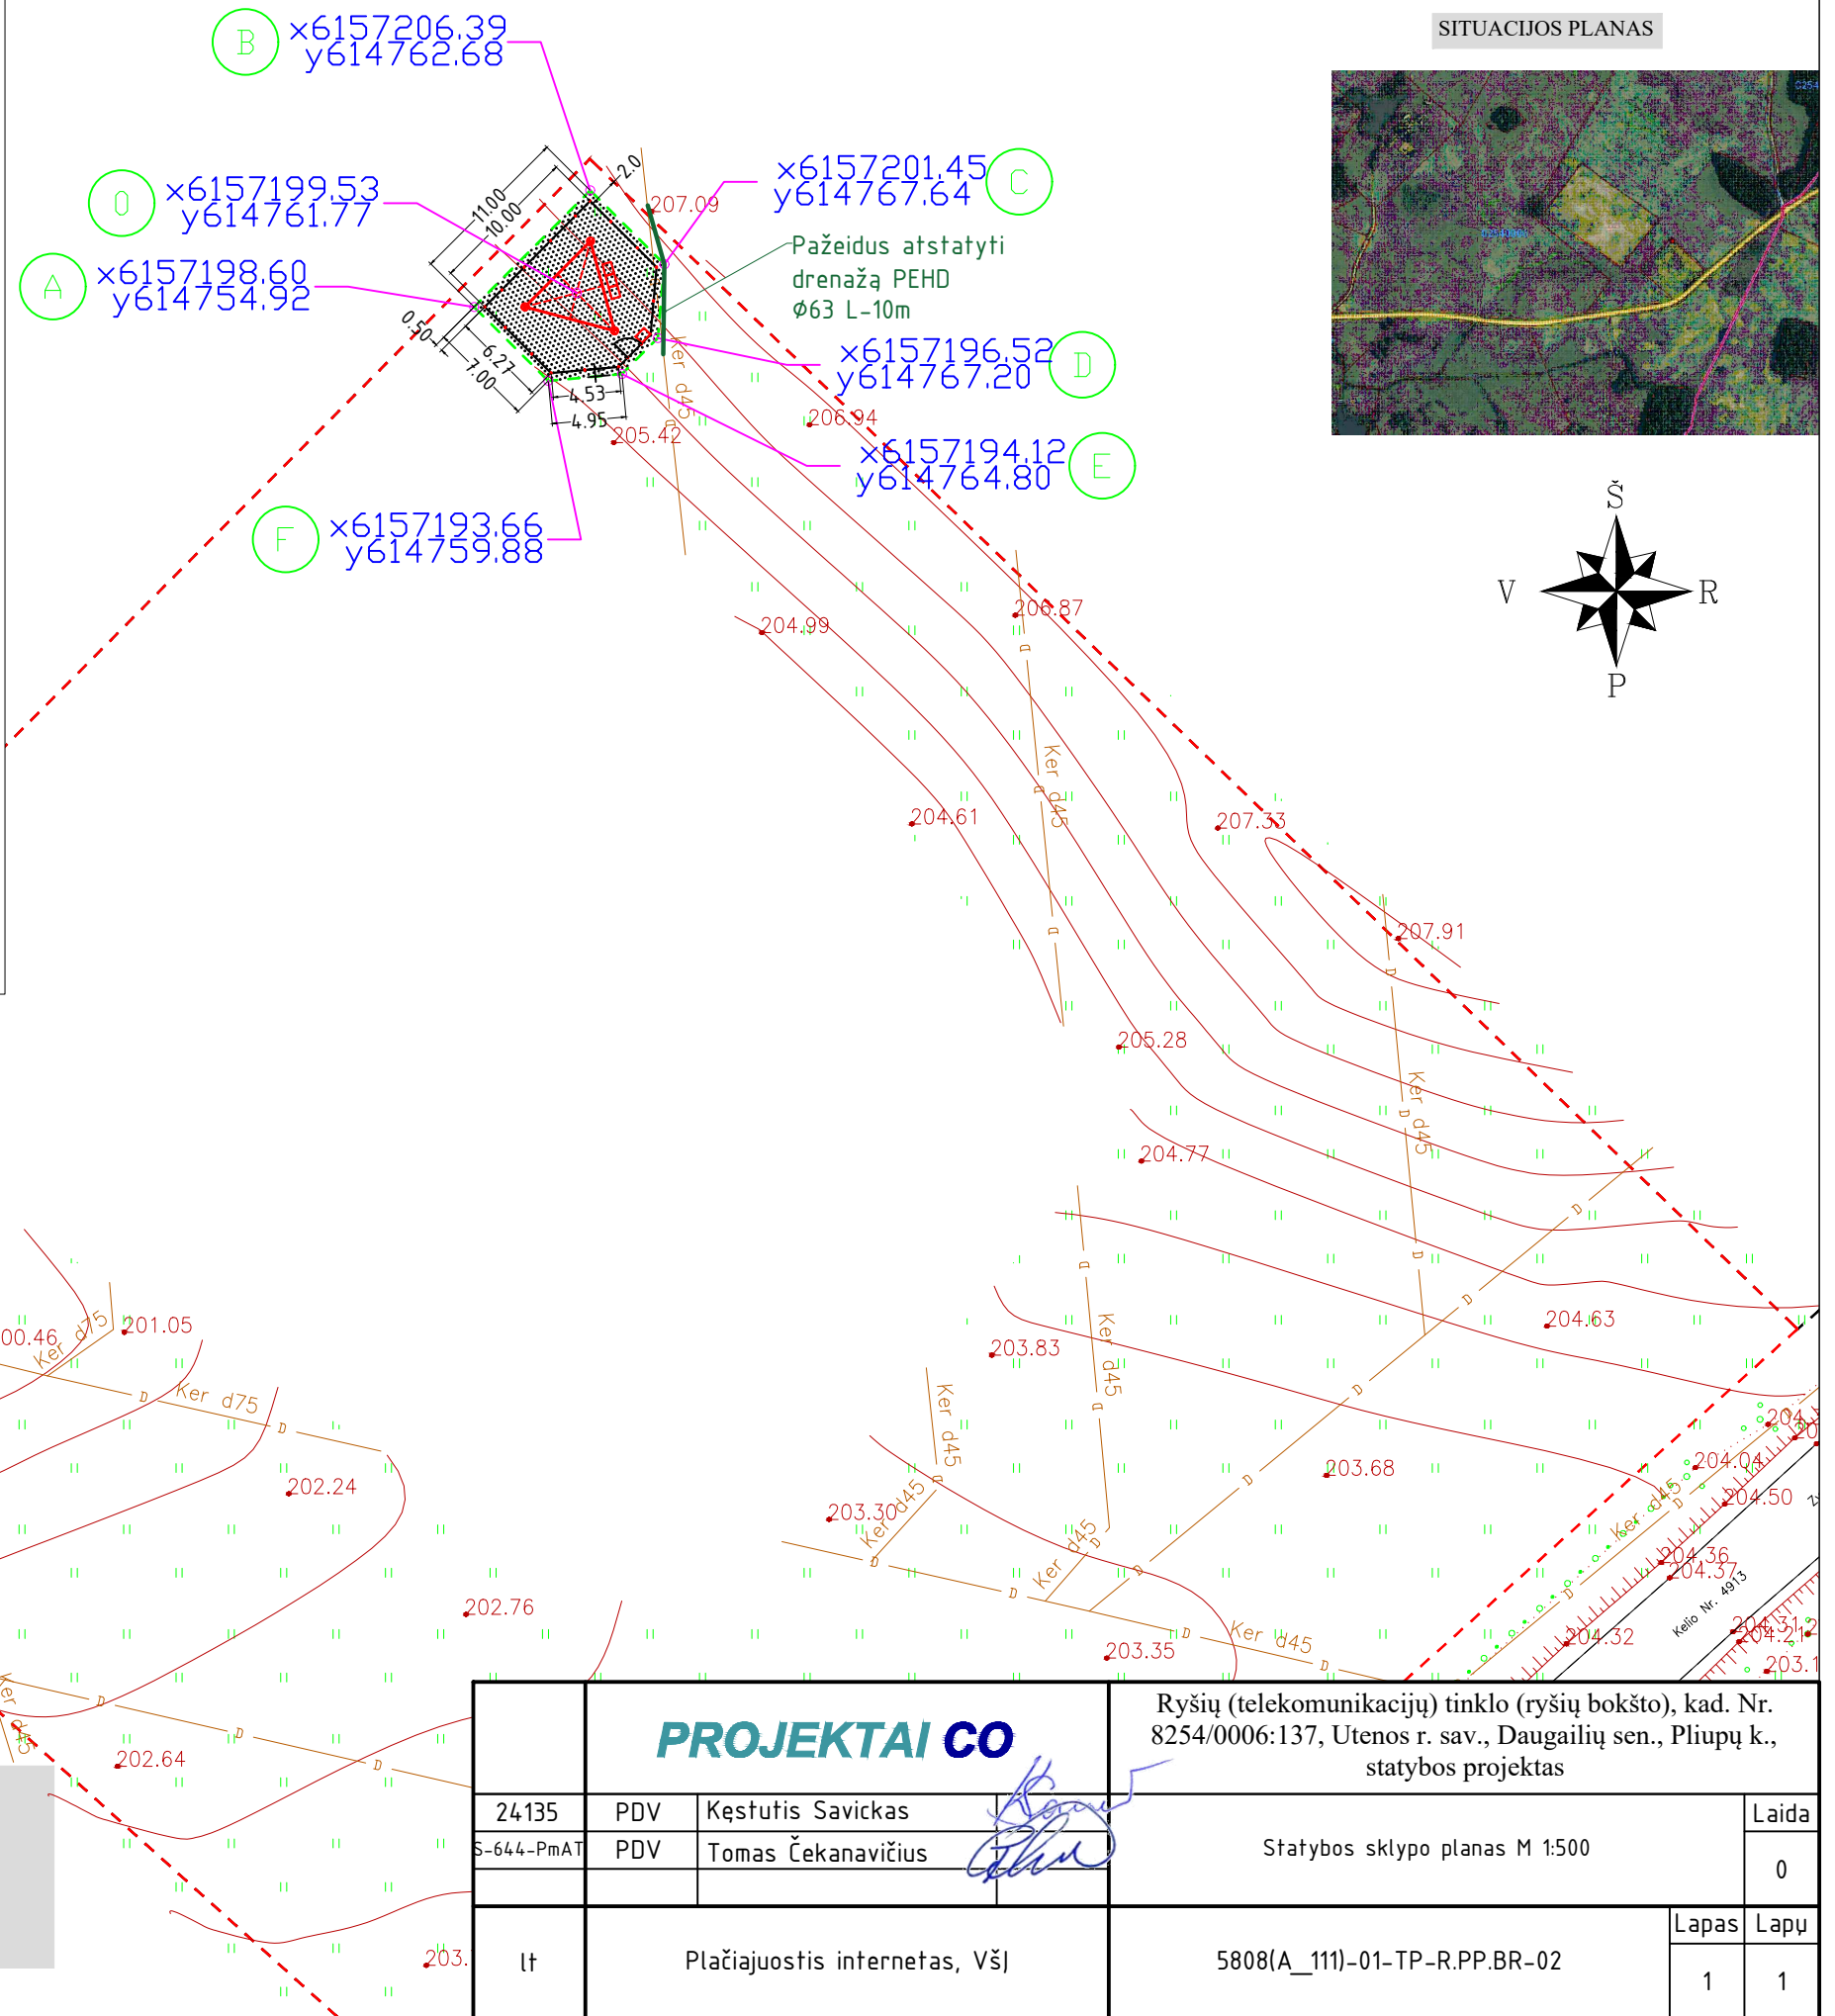 SITUACIJOS PLANAS
B
x6157206.39
y614762.68
0
x6157199.53
y614761.77
A
x6157198.60
y614754.92
C
x6157201.45
y614767.64
Pažeidus atstatyti
drenažą PEHD
Ø63 L-10m
D
x6157196.52
y614767.20
E
x6157194.12
y614764.80
F
x6157193.66
y614759.88
11.00
10.00
2.0
0.50
6.27
7.00
4.53
4.95
207.09
Ker d45
205.42
206.94
Š
V
R
P
206.87
204.99
Ker d45
204.61
207.33
207.91
205.28
Ker d45
204.77
00.46
Ker d75
201.05
Ker d75
202.24
203.83
Ker d45
204.63
Ker d45
203.30
Ker d45
Ker d45
203.68
204.04
204.50
Ker d45
204.36
204.37
Kelio Nr. 4913
204.32
204.31
204.21
203.1
202.76
203.35
Ker d45
Ker d45
202.64
203.
PROJEKTAI CO
Ryšių (telekomunikacijų) tinklo (ryšių bokšto), kad. Nr.
8254/0006:137, Utenos r. sav., Daugailių sen., Pliupų k.,
statybos projektas
24135 PDV Kęstutis Savickas
S-644-PmAT PDV Tomas Čekanavičius
Statybos sklypo planas M 1:500
Laida
0
lt
Plačiajuostis internetas, VšĮ
5808(A_111)-01-TP-R.PP.BR-02
Lapas Lapų
1 1